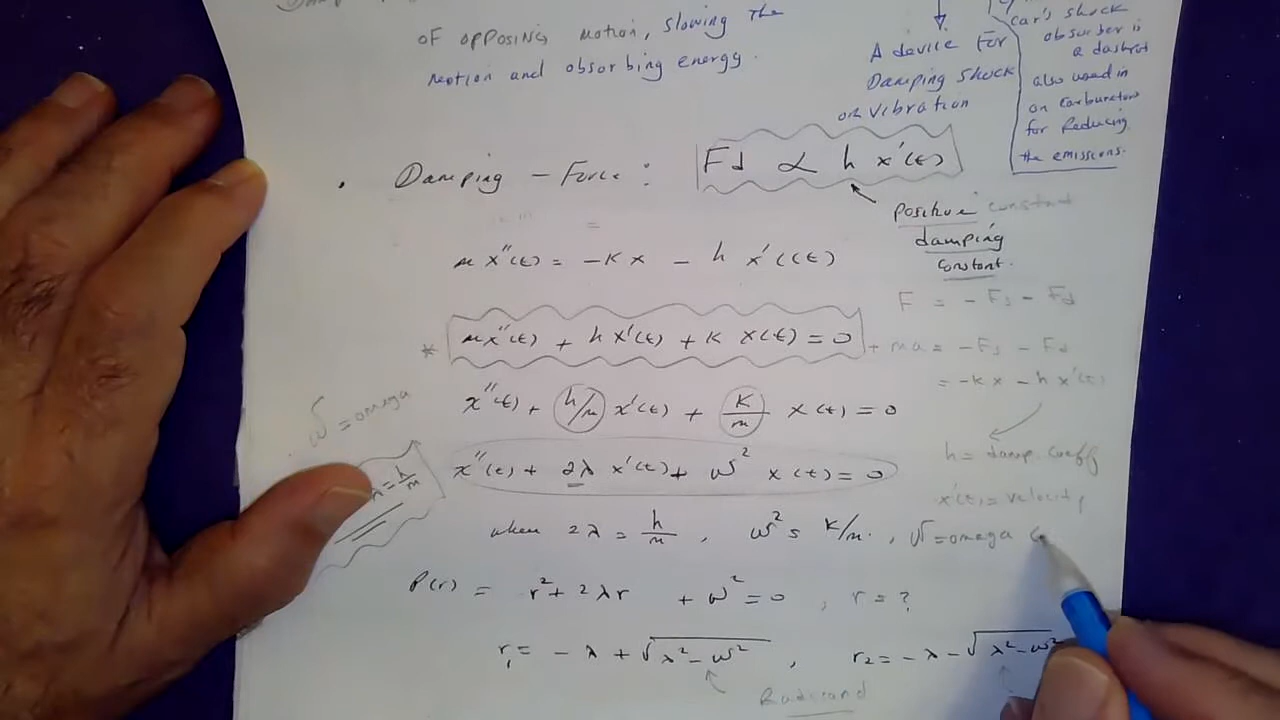 OF opposing motion, slowing the
motion and obsorbing energy.
A device For
Damping shock
or vibration
car's shock
obsorber is
a dashpot
also used in
on carburetors
for Reducing
the emissions.
. Damping - Force : Fd ∝ h x'(t)
positive constant
damping
constant.
m x''(t) = -K x - h x'(t)
F = - Fs - Fd
* m x''(t) + h x'(t) + K x(t) = 0
+ ma = -Fs - Fd
= -kx - h x'(t)
x''(t) + h/m x'(t) + K/m x(t) = 0
ω = omega
h = damp. coeff
x''(t) + 2λ x'(t) + ω² x(t) = 0
= h/m
x'(t) = velocity
when 2λ = h/m , ω² = K/m. , ω = omega
P(r) = r² + 2λr + ω² = 0 , r = ?
r₁ = - λ + √λ² - ω² , r₂ = - λ - √λ² - ω²
Radicand